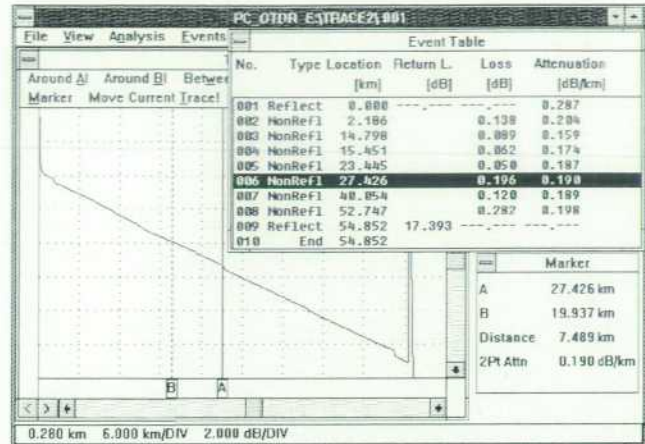 PC_OTDR E:\TRACE2\001
File View Analysis Events
Event Table
Around A! Around B! Betwee
Marker Move Current Trace!
No. Type Location Return L. Loss Attenuation
[km] [dB] [dB] [dB/km]
001 Reflect 0.000 ---.--- ---.--- 0.287
002 NonRefl 2.186 0.138 0.204
003 NonRefl 14.798 0.089 0.159
004 NonRefl 15.451 0.062 0.174
005 NonRefl 23.445 0.050 0.187
006 NonRefl 27.426 0.196 0.190
007 NonRefl 40.054 0.120 0.189
008 NonRefl 52.747 0.282 0.198
009 Reflect 54.852 17.393 ---.--- ---.---
010 End 54.852
Marker
A 27.426 km
B 19.937 km
Distance 7.489 km
2Pt Attn 0.190 dB/km
B A
0.280 km 6.000 km/DIV 2.000 dB/DIV